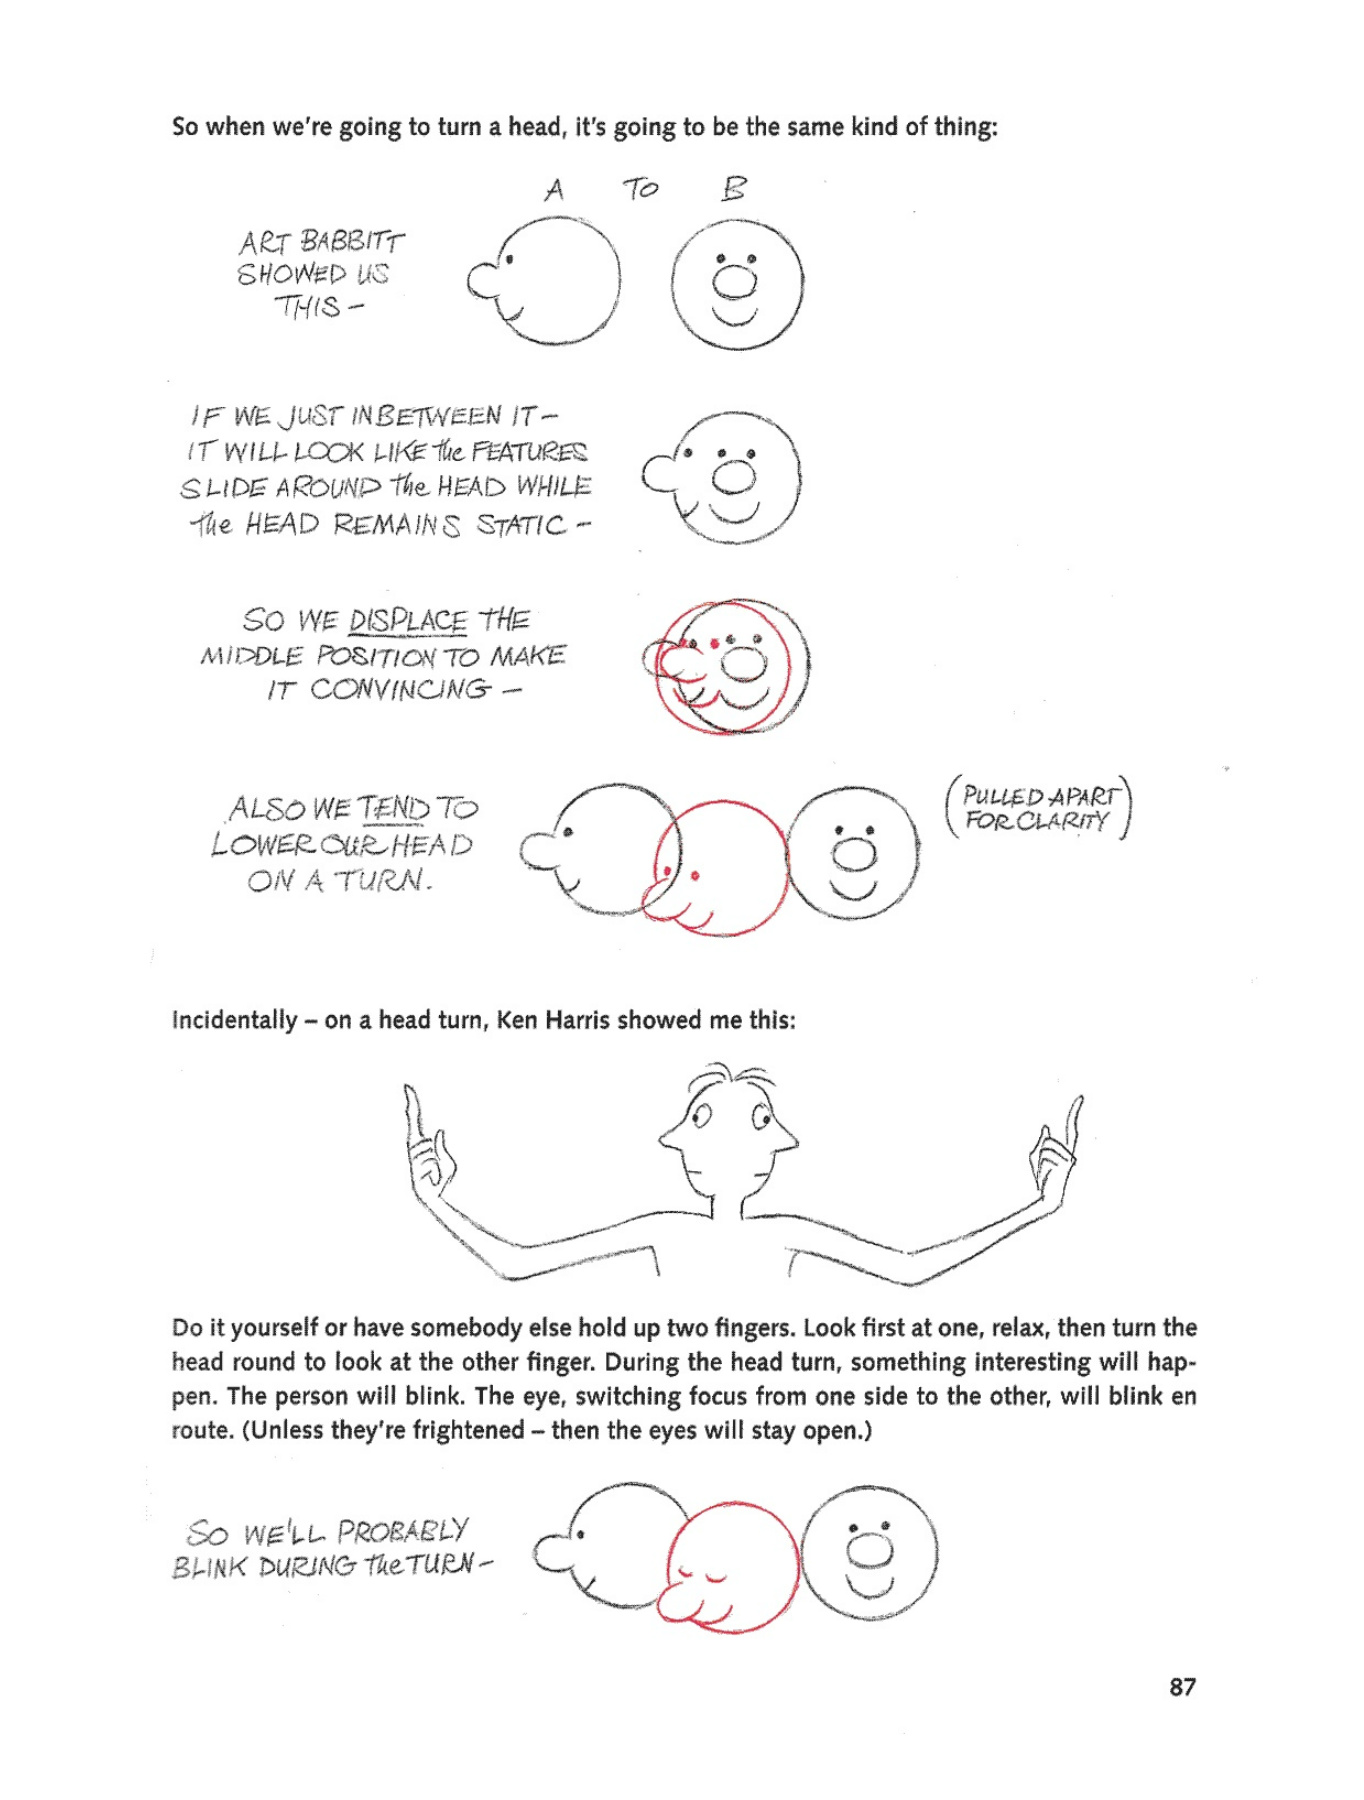 So when we're going to turn a head, it's going to be the same kind of thing:
A TO B
ART BABBITT
SHOWED US
THIS –
IF WE JUST INBETWEEN IT –
IT WILL LOOK LIKE the FEATURES
SLIDE AROUND the HEAD WHILE
the HEAD REMAINS STATIC –
SO WE DISPLACE THE
MIDDLE POSITION TO MAKE
IT CONVINCING –
ALSO WE TEND TO
LOWER OUR HEAD
ON A TURN.
(PULLED APART
FOR CLARITY)
Incidentally – on a head turn, Ken Harris showed me this:
Do it yourself or have somebody else hold up two fingers. Look first at one, relax, then turn the
head round to look at the other finger. During the head turn, something interesting will hap-
pen. The person will blink. The eye, switching focus from one side to the other, will blink en
route. (Unless they're frightened – then the eyes will stay open.)
SO WE'LL PROBABLY
BLINK DURING the TURN –
87